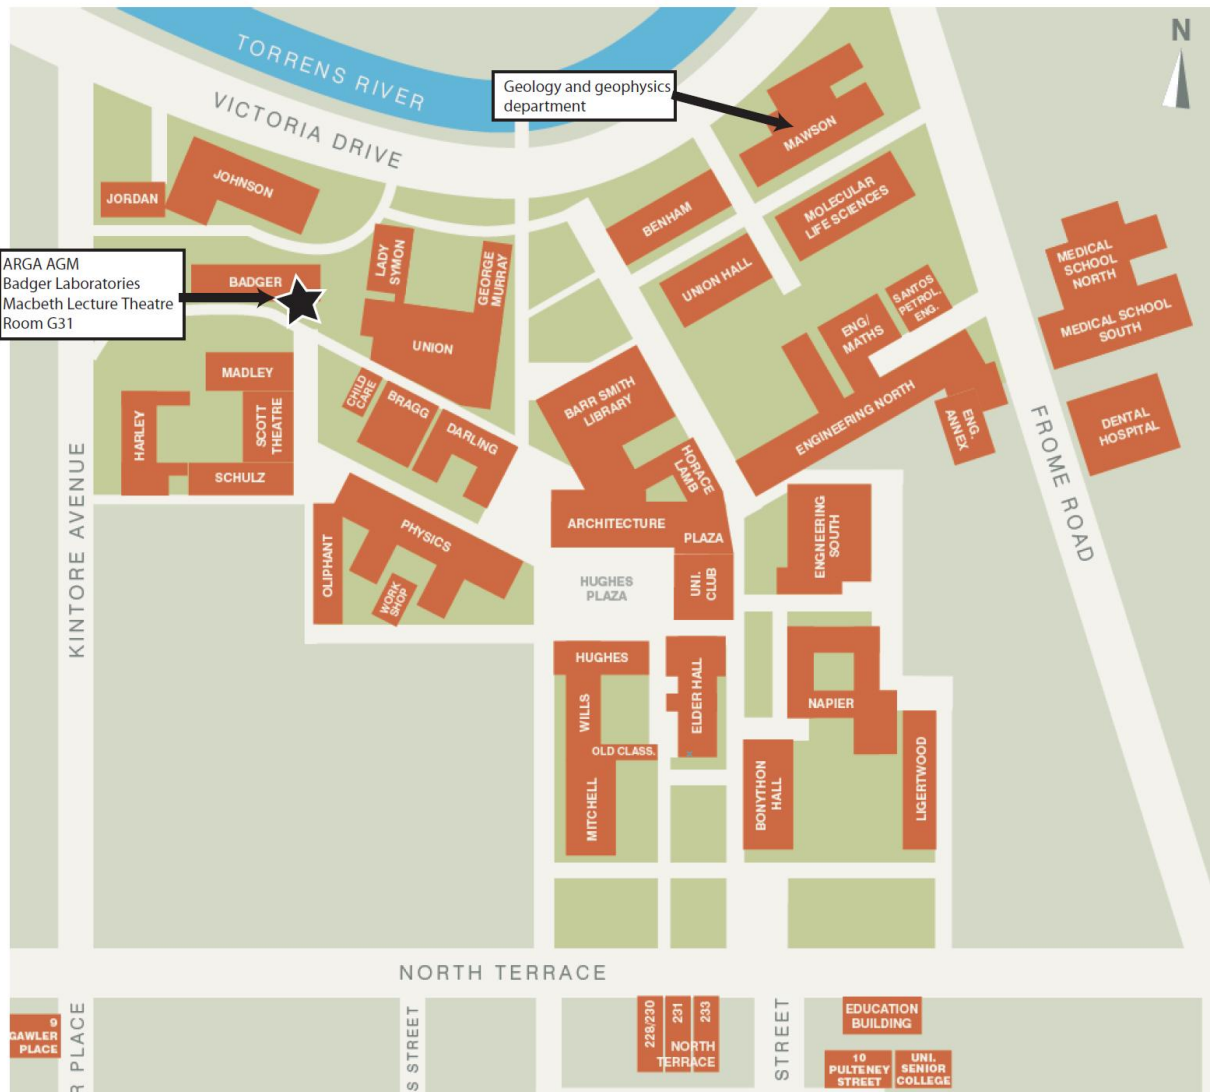 TORRENS RIVER
N
VICTORIA DRIVE
Geology and geophysics
department
MAWSON
JOHNSON
JORDAN
MOLECULAR
LIFE SCIENCES
BENHAM
LADY
SYMON
GEORGE
MURRAY
UNION HALL
MEDICAL
SCHOOL
NORTH
ARGA AGM
Badger Laboratories
Macbeth Lecture Theatre
Room G31
BADGER
SANTOS
PETROL.
ENG.
MEDICAL SCHOOL
SOUTH
UNION
ENG/
MATHS
MADLEY
CHILD
CARE
BRAGG
BARR SMITH
LIBRARY
ENGINEERING NORTH
HARLEY
SCOTT
THEATRE
DARLING
ENG.
ANNEX
DENTAL
HOSPITAL
SCHULZ
HORACE
LAMB
FROME ROAD
KINTORE AVENUE
PHYSICS
ARCHITECTURE
PLAZA
ENGNEERING
SOUTH
OLIPHANT
WORK
SHOP
HUGHES
PLAZA
UNI.
CLUB
HUGHES
ELDER HALL
WILLS
NAPIER
OLD CLASS.
MITCHELL
BONYTHON
HALL
LIGERTWOOD
NORTH TERRACE
9
GAWLER
PLACE
R PLACE
S STREET
228/230
231
233
NORTH
TERRACE
STREET
EDUCATION
BUILDING
10
PULTENEY
STREET
UNI.
SENIOR
COLLEGE